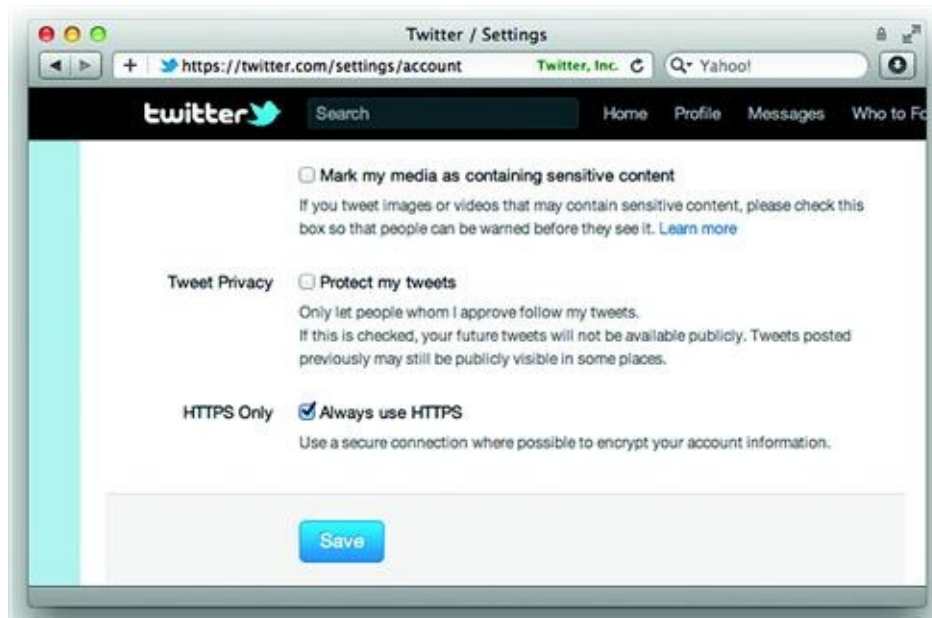 Twitter / Settings
https://twitter.com/settings/account Twitter, Inc. Yahoo!
twitter Search Home Profile Messages Who to Fo
Mark my media as containing sensitive content
If you tweet images or videos that may contain sensitive content, please check this
box so that people can be warned before they see it. Learn more
Tweet Privacy Protect my tweets
Only let people whom I approve follow my tweets.
If this is checked, your future tweets will not be available publicly. Tweets posted
previously may still be publicly visible in some places.
HTTPS Only Always use HTTPS
Use a secure connection where possible to encrypt your account information.
Save